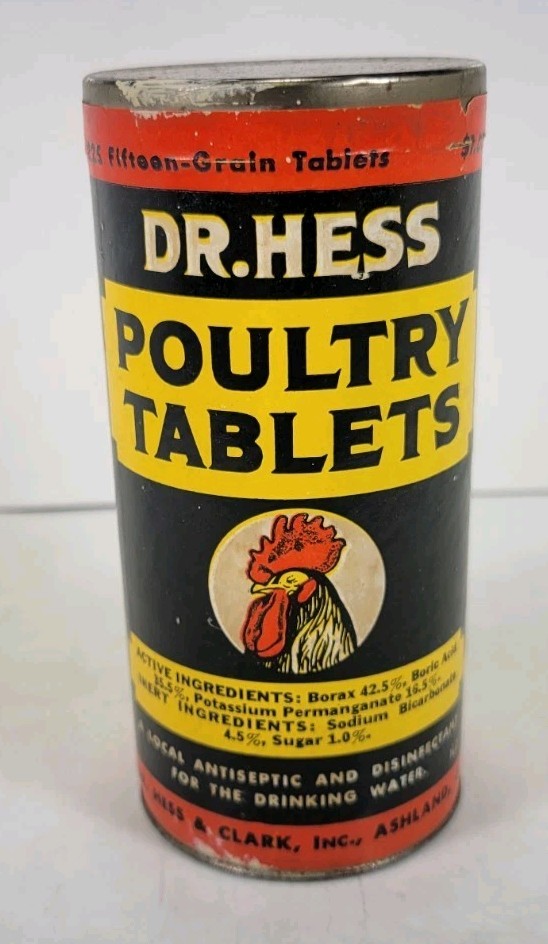 Fifteen-Grain Tablets
DR. HESS
POULTRY
TABLETS
ACTIVE INGREDIENTS: Borax 42.5%, Boric Acid
35.5%, Potassium Permanganate 16.5%.
INERT INGREDIENTS: Sodium Bicarbonate
4.5%, Sugar 1.0%.
LOCAL ANTISEPTIC AND DISINFECTANT
FOR THE DRINKING WATER.
HESS & CLARK, INC., ASHLAND,